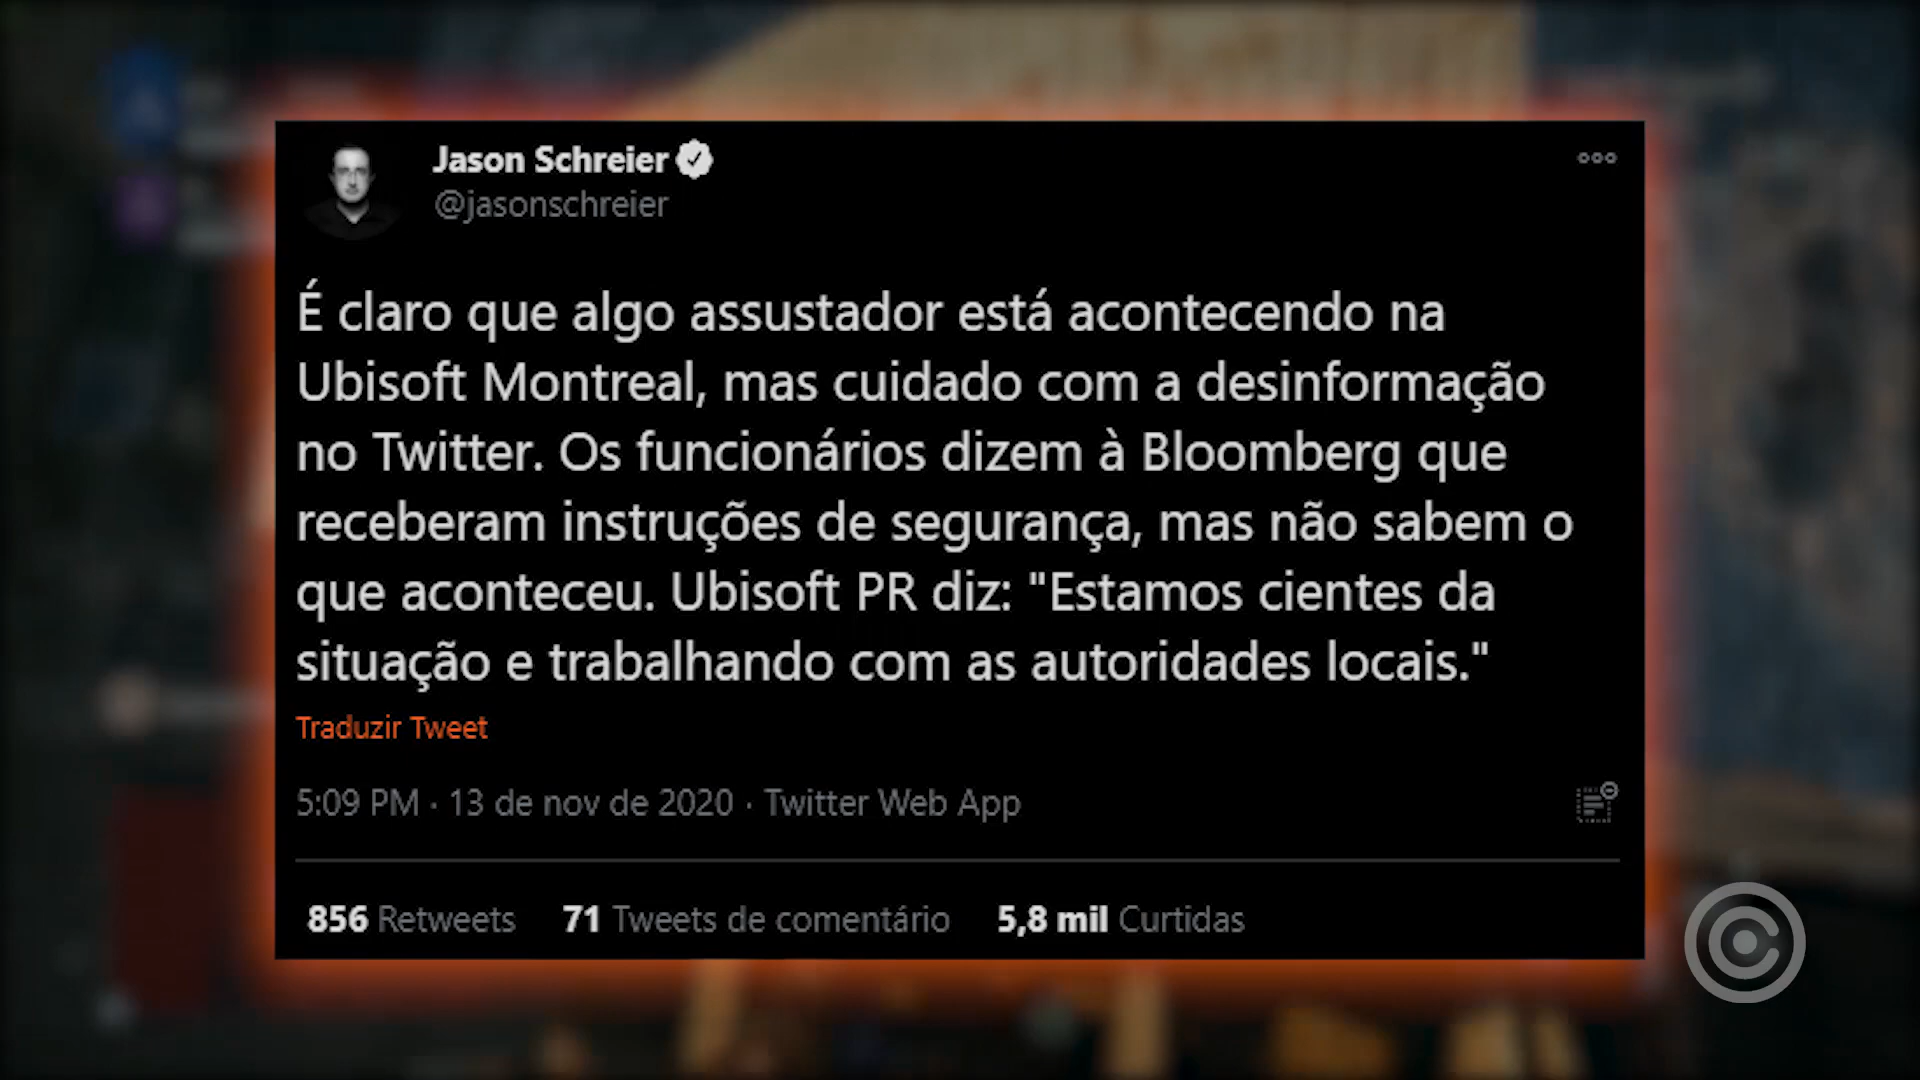 Jason Schreier
@jasonschreier
É claro que algo assustador está acontecendo na
Ubisoft Montreal, mas cuidado com a desinformação
no Twitter. Os funcionários dizem à Bloomberg que
receberam instruções de segurança, mas não sabem o
que aconteceu. Ubisoft PR diz: "Estamos cientes da
situação e trabalhando com as autoridades locais."
Traduzir Tweet
5:09 PM · 13 de nov de 2020 · Twitter Web App
856 Retweets 71 Tweets de comentário 5,8 mil Curtidas